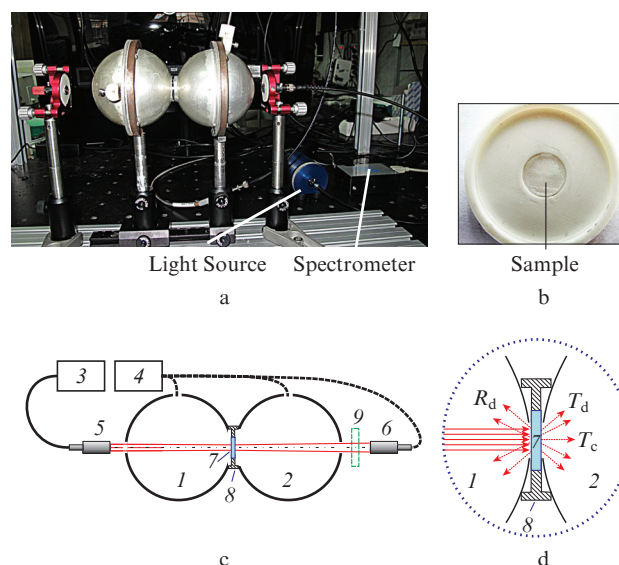 Light Source Spectrometer
a
Sample
b
3 4
5 9 6
7
1 2
8
c
R_d T_d
7 T_c
1 2
8
d